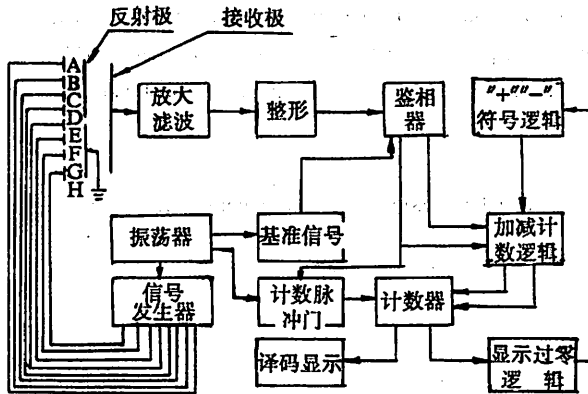 反射极
接收极
A
B
C
D
E
F
G
H
放大
滤波
整形
鉴相
器
"+""-"
符号逻辑
振荡器
基准信号
加减计
数逻辑
信号
发生器
计数脉
冲门
计数器
译码显示
显示过零
逻辑